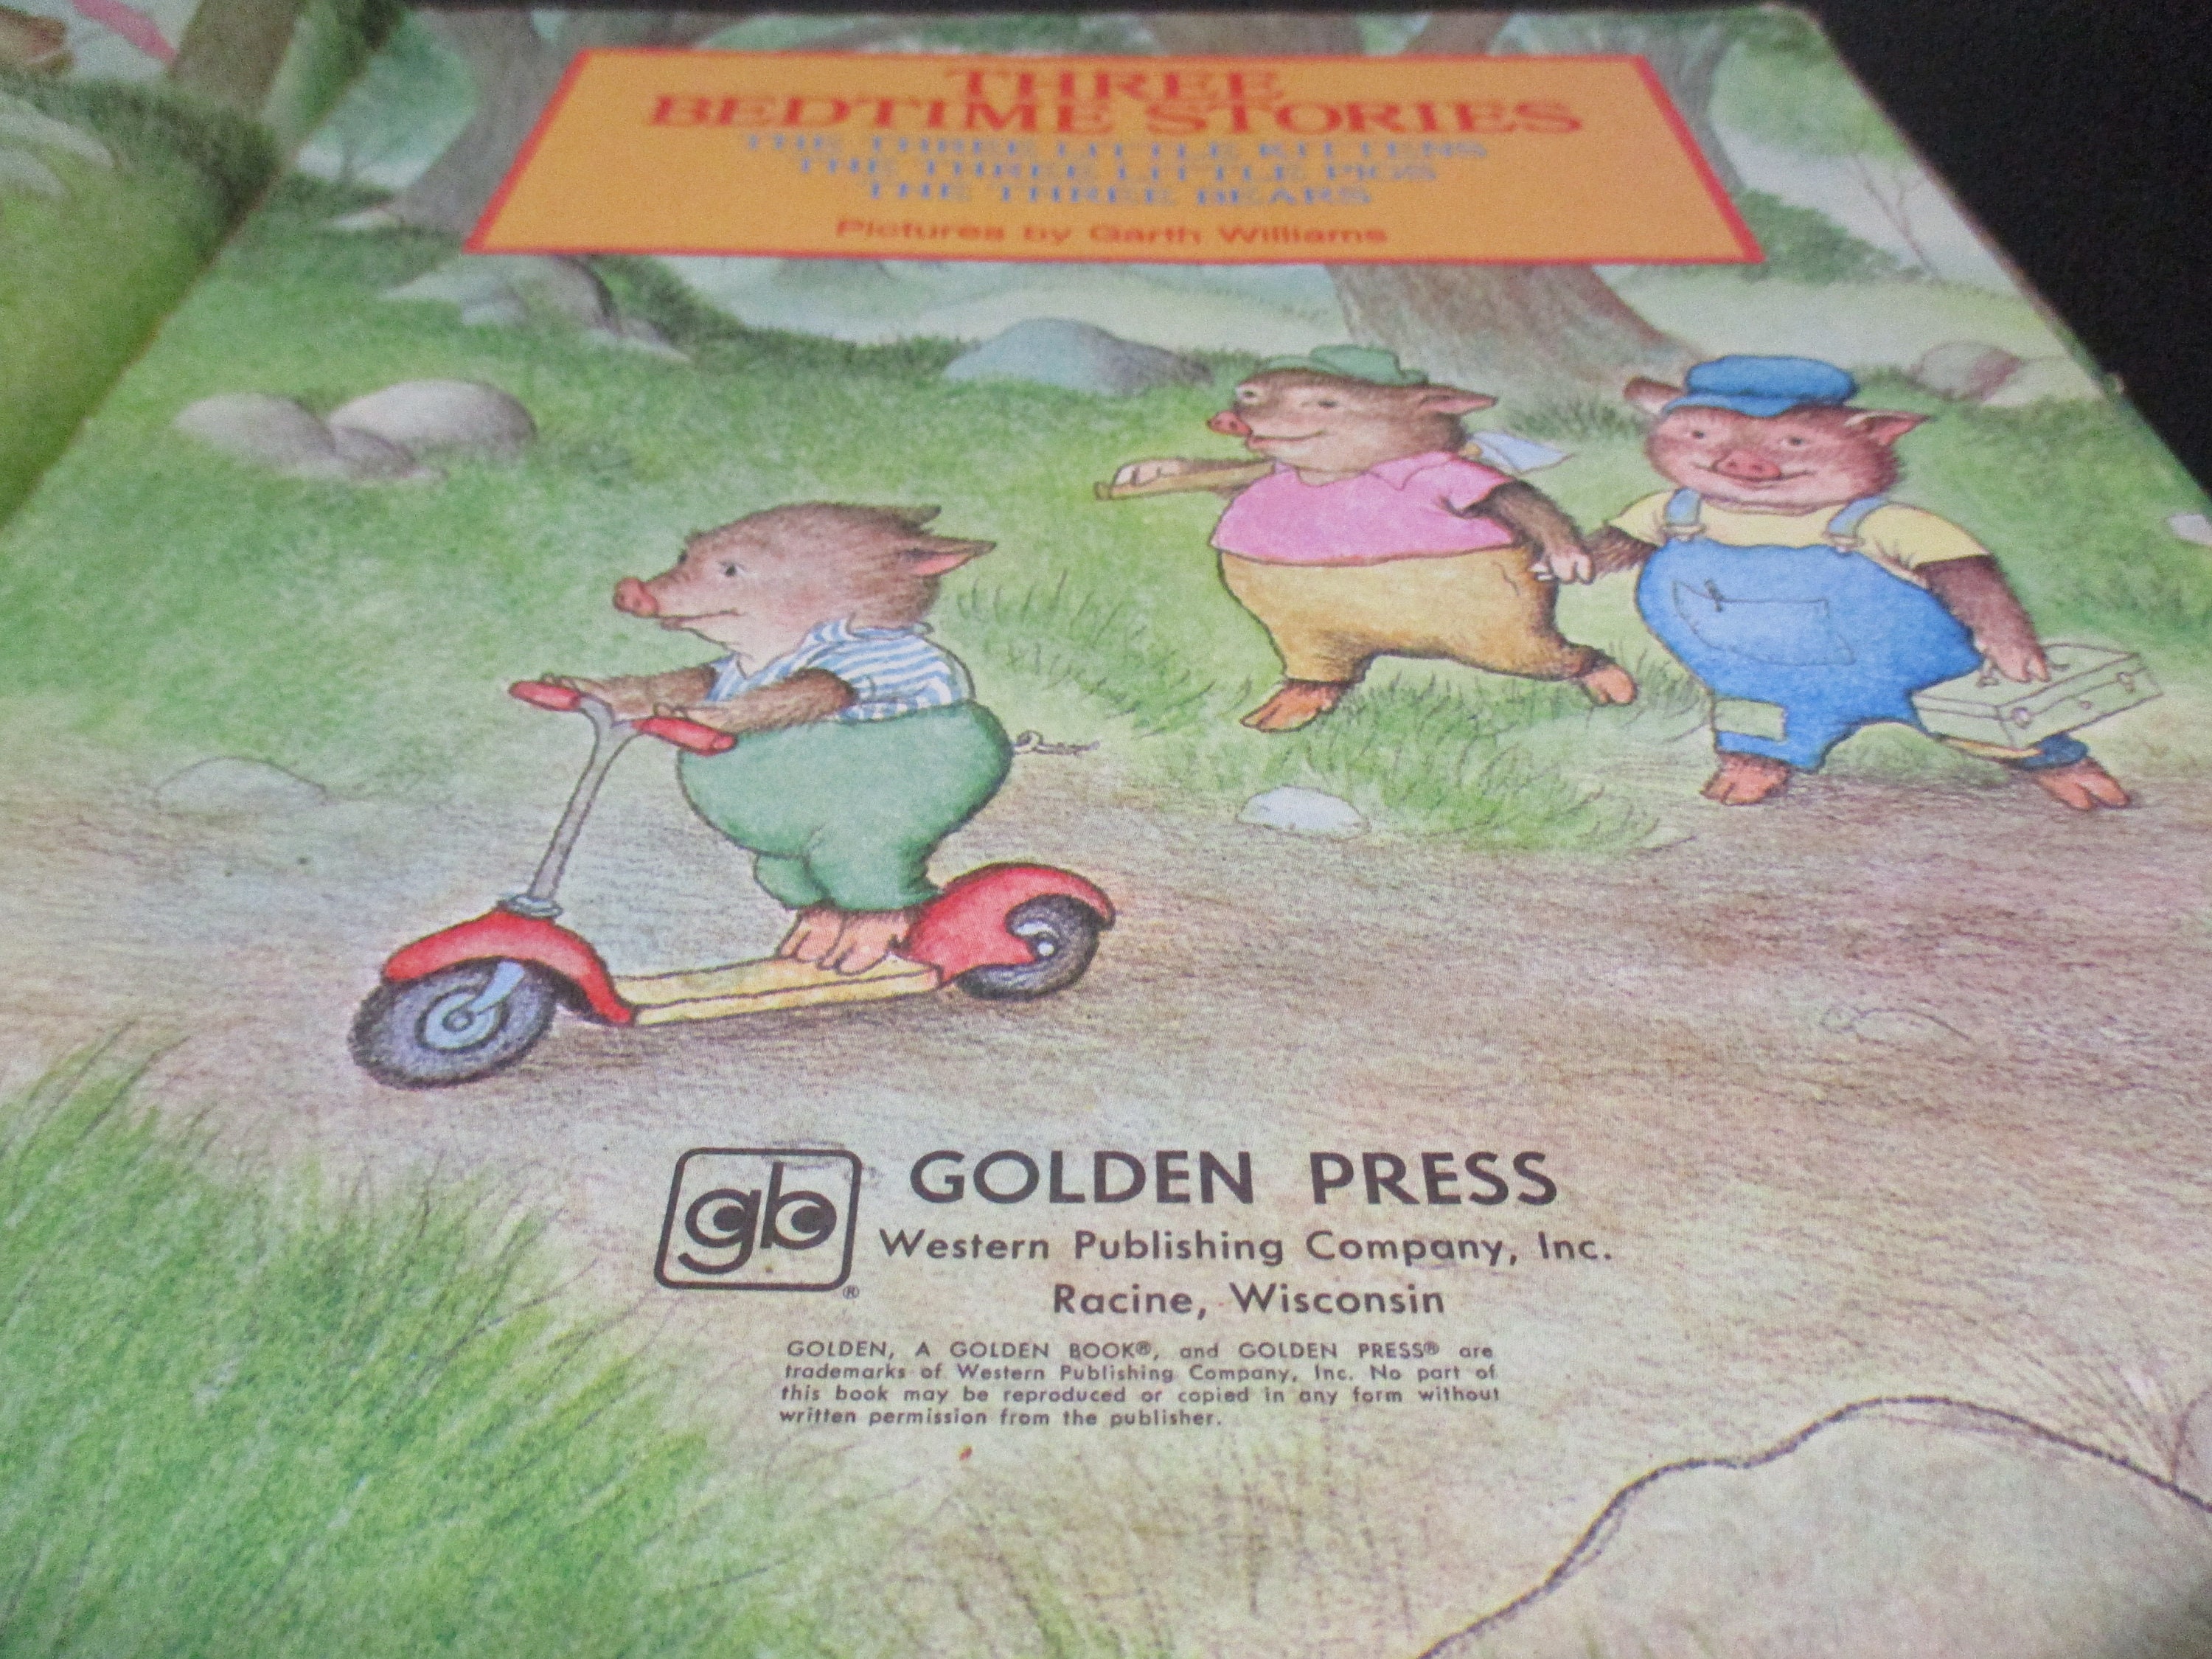 THREE
BEDTIME STORIES
THE THREE LITTLE KITTENS
THE THREE LITTLE PIGS
THE THREE BEARS
Pictures by Garth Williams
gb
®
GOLDEN PRESS
Western Publishing Company, Inc.
Racine, Wisconsin
GOLDEN, A GOLDEN BOOK®, and GOLDEN PRESS® are
trademarks of Western Publishing Company, Inc. No part of
this book may be reproduced or copied in any form without
written permission from the publisher.